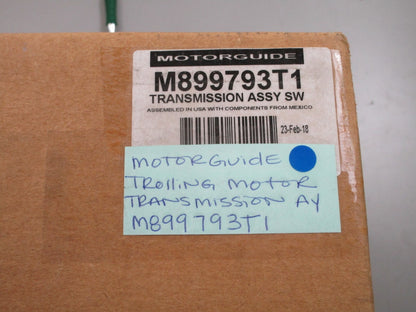 MOTORGUIDE
M899793T1
TRANSMISSION ASSY SW
ASSEMBLED IN USA WITH COMPONENTS FROM MEXICO
23-Feb-18
MOTORGUIDE
TROlliNG MOTOR
TRANSMISSION AY
M899793T1